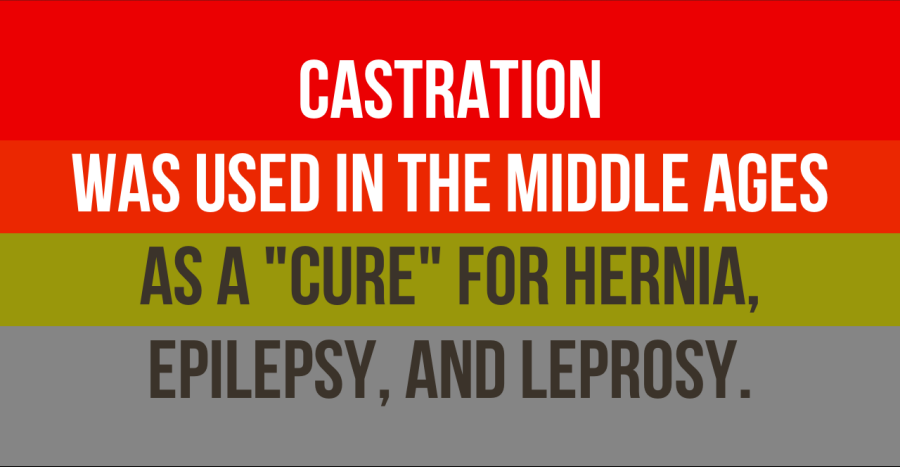 CASTRATION
WAS USED IN THE MIDDLE AGES
AS A "CURE" FOR HERNIA,
EPILEPSY, AND LEPROSY.